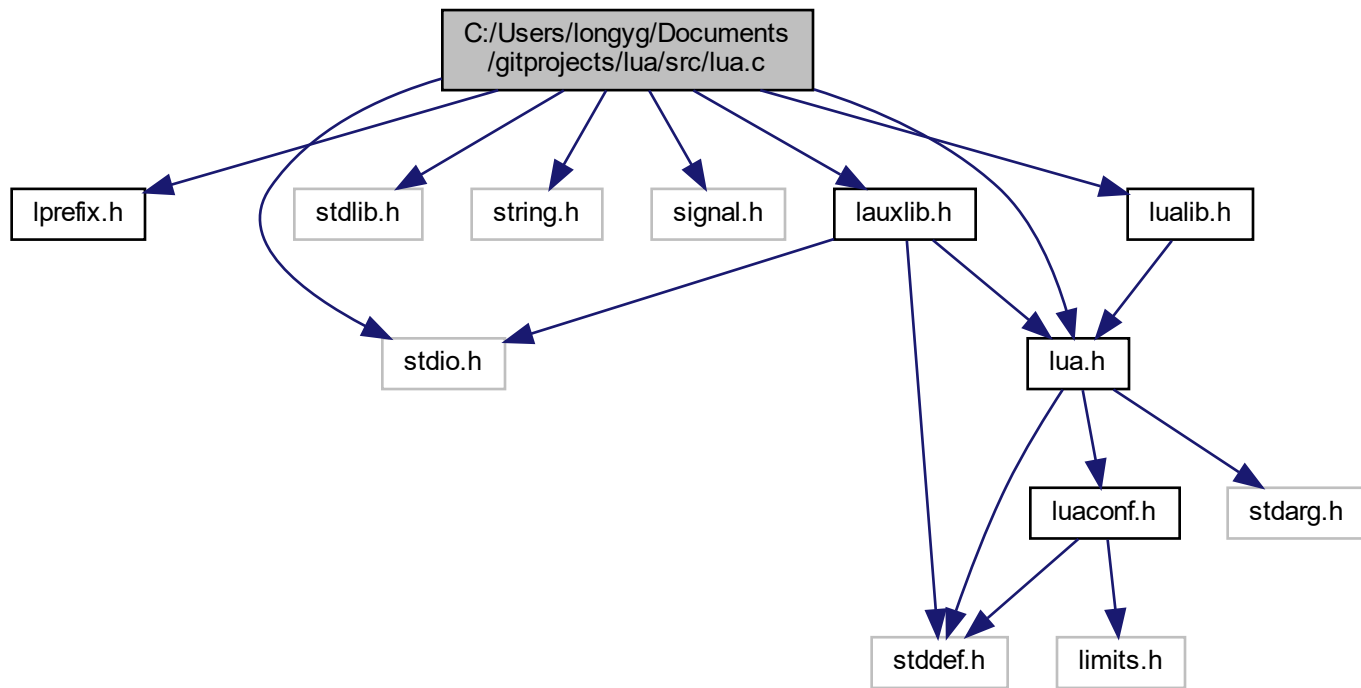 C:/Users/longyg/Documents
/gitprojects/lua/src/lua.c
lprefix.h
stdlib.h
string.h
signal.h
lauxlib.h
lualib.h
stdio.h
lua.h
luaconf.h
stdarg.h
stddef.h
limits.h